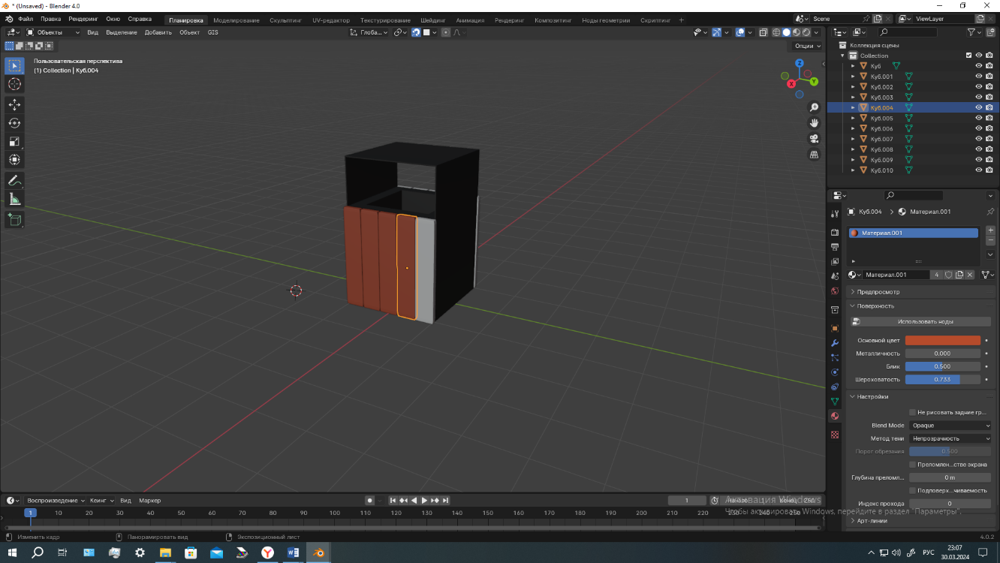 * (Unsaved) - Blender 4.0
Файл Правка Рендеринг Окно Справка
Планировка Моделирование Скульптинг UV-редактор Текстурирование Шейдинг Анимация Рендеринг Композитинг Ноды геометрии Скриптинг +
Scene ViewLayer
Объекты Вид Выделение Добавить Объект GIS
Глоба...
Опции
Пользовательская перспектива
(1) Collection | Куб.004
Z
Y
X
Коллекция сцены
Collection
Куб
Куб.001
Куб.002
Куб.003
Куб.004
Куб.005
Куб.006
Куб.007
Куб.008
Куб.009
Куб.010
Куб.004 > Материал.001
Материал.001
Материал.001 4
Предпросмотр
Поверхность
Использовать ноды
Основной цвет
Металличность 0.000
Блик 0.500
Шероховатость 0.733
Настройки
Не рисовать задние гр...
Blend Mode Opaque
Метод тени Непрозрачность
Порог обрезания 0.500
Преломлен...стве экрана
Глубина преломл... 0 m
Подповерх...чиваемость
Индекс прохода 0
Арт-линии
Воспроизведение Кеинг Вид Маркер
1 Начало 1 Конец 250
Активация Windows
Чтобы активировать Windows, перейдите в раздел "Параметры".
1 10 20 30 40 50 60 70 80 90 100 110 120 130 140 150 160 170 180 190 200 210 220 230 240 250
Изменить кадр Панорамировать вид Экспозиционный лист
4.0.2
РУС
23:07
30.03.2024